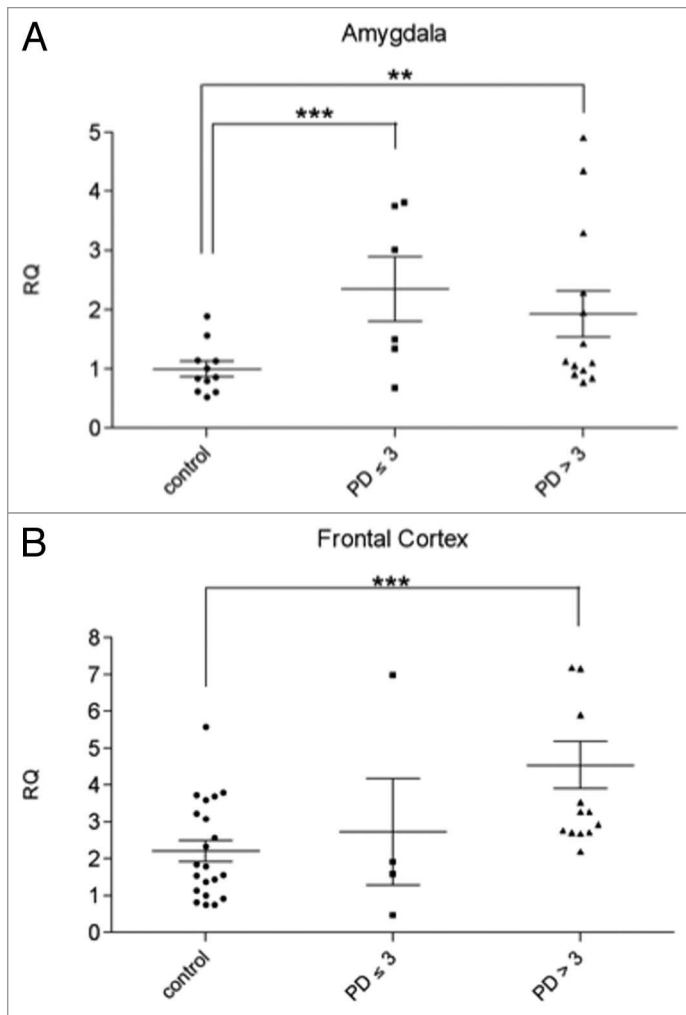 A
Amygdala
**
***
5
4
3
2
1
0
RQ
control
PD ≤ 3
PD > 3
B
Frontal Cortex
***
8
7
6
5
4
3
2
1
0
RQ
control
PD ≤ 3
PD > 3